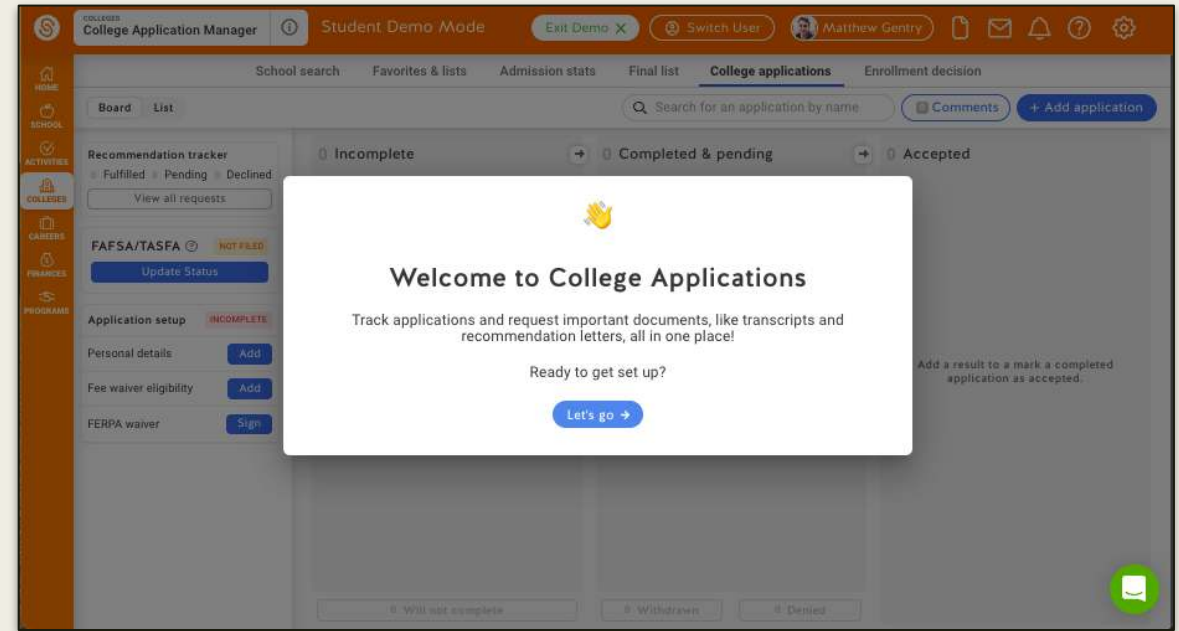 COLLEGES
College Application Manager
Student Demo Mode
Exit Demo X
Switch User
Matthew Gentry
HOME
SCHOOL
ACTIVITIES
COLLEGES
CAREERS
FINANCES
PROGRAMS
School search
Favorites & lists
Admission stats
Final list
College applications
Enrollment decision
Board
List
Search for an application by name
Comments
+ Add application
Recommendation tracker
Fulfilled
Pending
Declined
View all requests
FAFSA/TASFA
NOT FILED
Update Status
Application setup
INCOMPLETE
Personal details
Add
Fee waiver eligibility
Add
FERPA waiver
Sign
0 Incomplete
0 Completed & pending
0 Accepted
Welcome to College Applications
Track applications and request important documents, like transcripts and
recommendation letters, all in one place!
Ready to get set up?
Let's go →
Add a result to a mark a completed
application as accepted.
0 Will not complete
0 Withdrawn
0 Denied